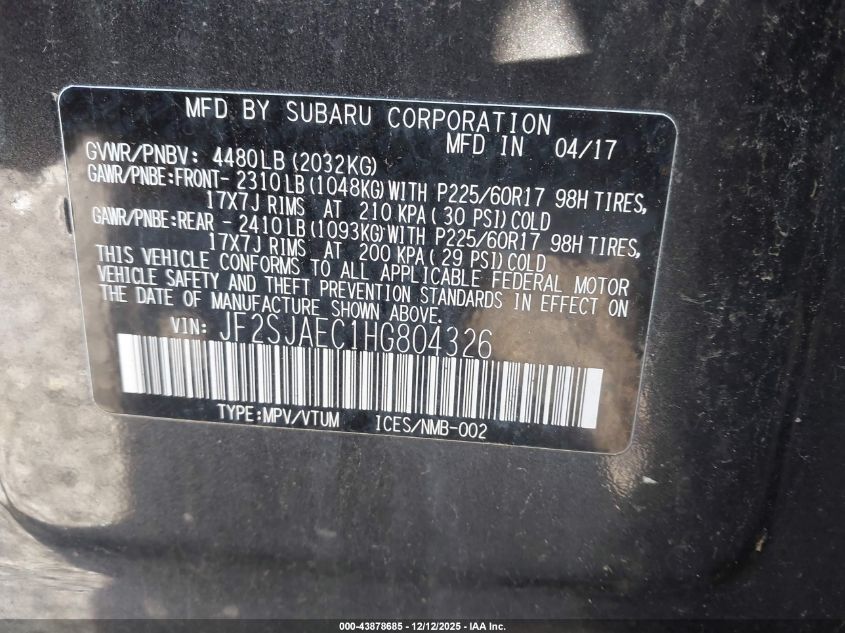 MFD BY SUBARU CORPORATION
MFD IN 04/17
GVWR/PNBV: 4480LB (2032KG)
GAWR/PNBE:FRONT- 2310LB (1048KG) WITH P225/60R17 98H TIRES,
17X7J RIMS AT 210 KPA ( 30 PSI) COLD
GAWR/PNBE:REAR - 2410LB (1093KG) WITH P225/60R17 98H TIRES,
17X7J RIMS AT 200 KPA ( 29 PSI) COLD
THIS VEHICLE CONFORMS TO ALL APPLICABLE FEDERAL MOTOR
VEHICLE SAFETY AND THEFT PREVENTION STANDARDS IN EFFECT ON
THE DATE OF MANUFACTURE SHOWN ABOVE.
VIN: JF2SJAEC1HG804326
TYPE:MPV/VTUM ICES/NMB-002
000-43878685 - 12/12/2025 - IAA Inc.